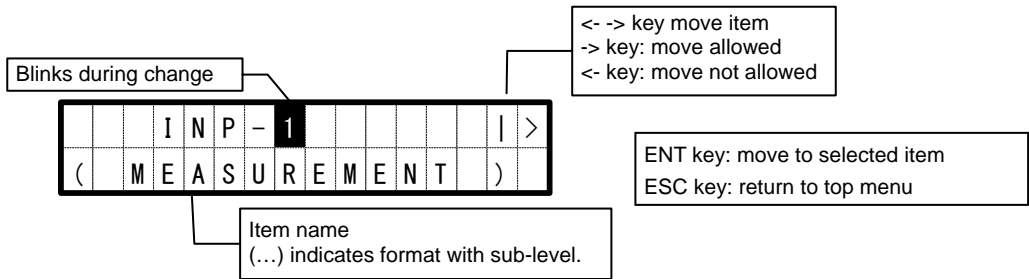 <- -> key move item
-> key: move allowed
<- key: move not allowed
Blinks during change
INP-1 |>
( MEASUREMENT )
ENT key: move to selected item
ESC key: return to top menu
Item name
(…) indicates format with sub-level.